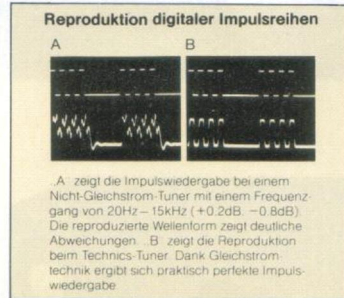 Reproduktion digitaler Impulsreihen
A B
„A“ zeigt die Impulswiedergabe bei einem
Nicht-Gleichstrom-Tuner mit einem Frequenz-
gang von 20Hz – 15kHz (+0.2dB. −0.8dB)
Die reproduzierte Wellenform zeigt deutliche
Abweichungen. „B“ zeigt die Reproduktion
beim Technics-Tuner. Dank Gleichstrom-
technik ergibt sich praktisch perfekte Impuls-
wiedergabe